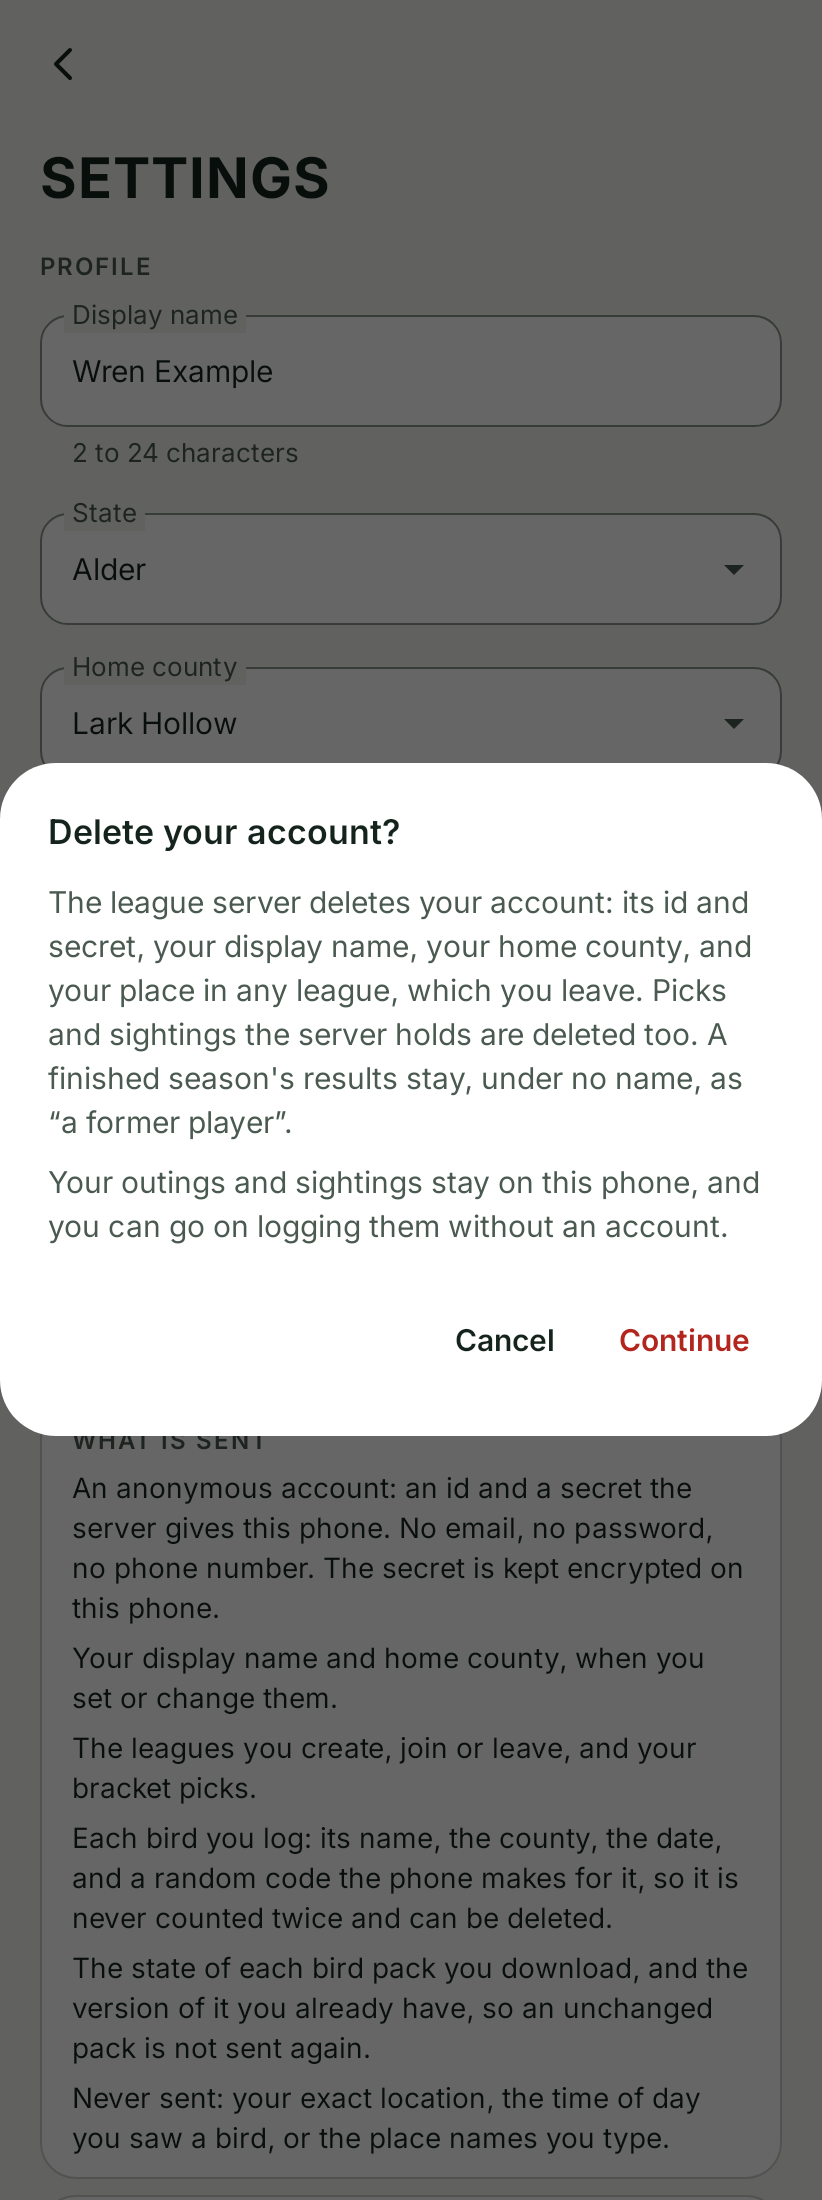 SETTINGS
PROFILE
Display name
Wren Example
2 to 24 characters
State
Alder
Home county
Lark Hollow
Delete your account?
The league server deletes your account: its id and
secret, your display name, your home county, and
your place in any league, which you leave. Picks
and sightings the server holds are deleted too. A
finished season's results stay, under no name, as
“a former player”.
Your outings and sightings stay on this phone, and
you can go on logging them without an account.
Cancel
Continue
WHAT IS SENT
An anonymous account: an id and a secret the
server gives this phone. No email, no password,
no phone number. The secret is kept encrypted on
this phone.
Your display name and home county, when you
set or change them.
The leagues you create, join or leave, and your
bracket picks.
Each bird you log: its name, the county, the date,
and a random code the phone makes for it, so it is
never counted twice and can be deleted.
The state of each bird pack you download, and the
version of it you already have, so an unchanged
pack is not sent again.
Never sent: your exact location, the time of day
you saw a bird, or the place names you type.